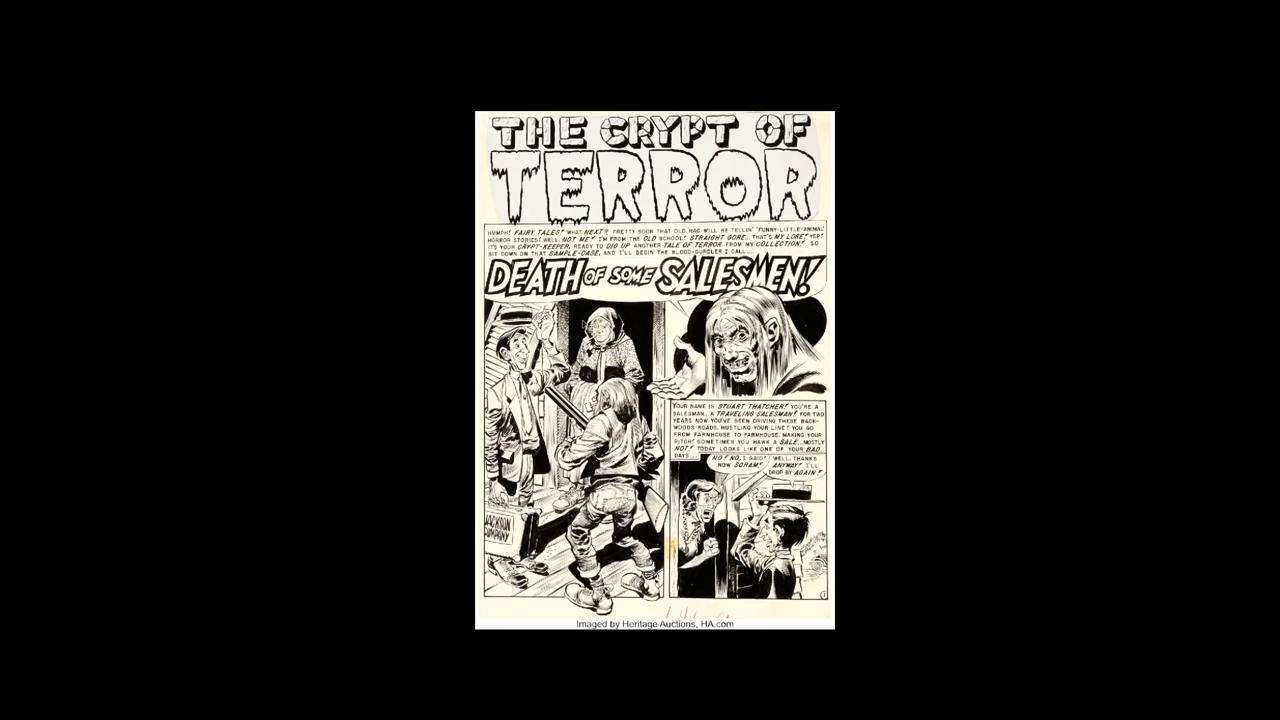 THE CRYPT OF
TERROR
HMMPH! FAIRY TALES! WHAT NEXT? PRETTY SOON THAT OLD HAG WILL BE TELLIN' 'FUNNY-LITTLE-ANIMAL'
HORROR STORIES! WELL, NOT ME! I'M FROM THE OLD SCHOOL! STRAIGHT GORE... THAT'S MY LORE! YEP!
IT'S YOUR CRYPT-KEEPER, READY TO DIG UP ANOTHER TALE OF TERROR FROM MY COLLECTION! SO
SIT DOWN ON THAT SAMPLE-CASE, AND I'LL BEGIN THE BLOOD-CURDLER I CALL...
DEATH OF SOME SALESMEN!
YOUR NAME IS STUART THATCHER! YOU'RE A
SALESMAN... A TRAVELING SALESMAN! FOR TWO
YEARS NOW YOU'VE BEEN DRIVING THESE BACK-
WOODS ROADS, HUSTLING YOUR LINE! YOU GO
FROM FARMHOUSE TO FARMHOUSE, MAKING YOUR
PITCH! SOMETIMES YOU HAWK A SALE...MOSTLY
NOT! TODAY LOOKS LIKE ONE OF YOUR BAD
DAYS...
NO! NO, I SAID!
NOW SCRAM!
WELL, THANKS
ANYWAY! I'LL
DROP BY AGAIN!
JACKSON
COMPANY
1
Imaged by Heritage Auctions, HA.com